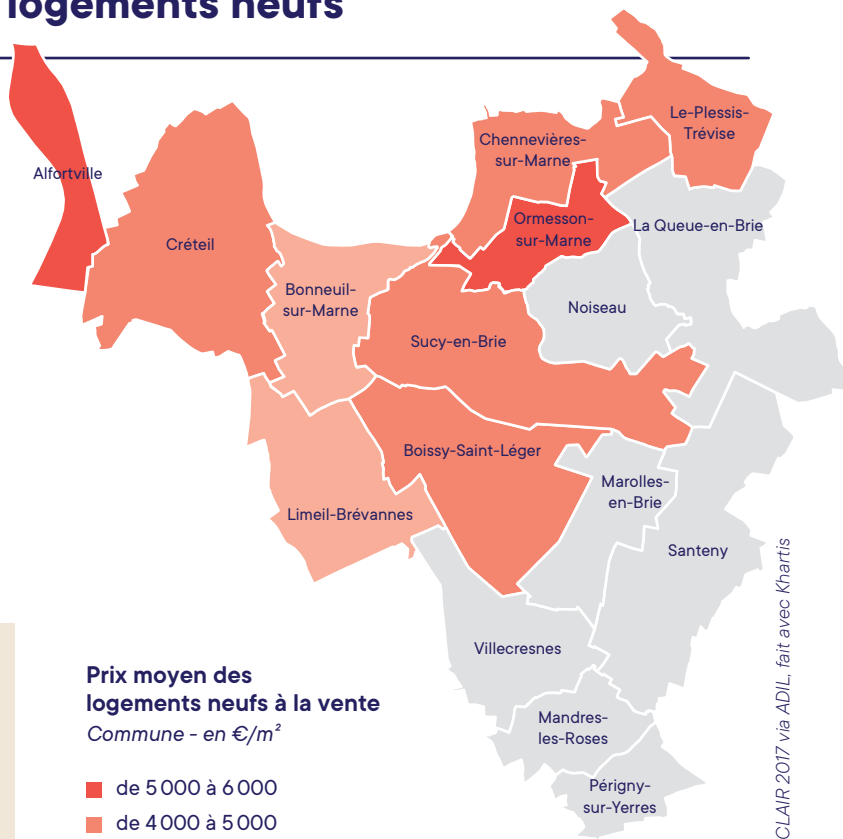 logements neufs
Le-Plessis-
Trévise
Chennevières-
sur-Marne
Alfortville
Ormesson-
sur-Marne
La Queue-en-Brie
Créteil
Bonneuil-
sur-Marne
Noiseau
Sucy-en-Brie
Boissy-Saint-Léger
Marolles-
en-Brie
Limeil-Brévannes
Santeny
Villecresnes
Mandres-
les-Roses
Périgny-
sur-Yerres
Prix moyen des
logements neufs à la vente
Commune - en €/m²
de 5 000 à 6 000
de 4 000 à 5 000
CLAIR 2017 via ADIL, fait avec Khartis